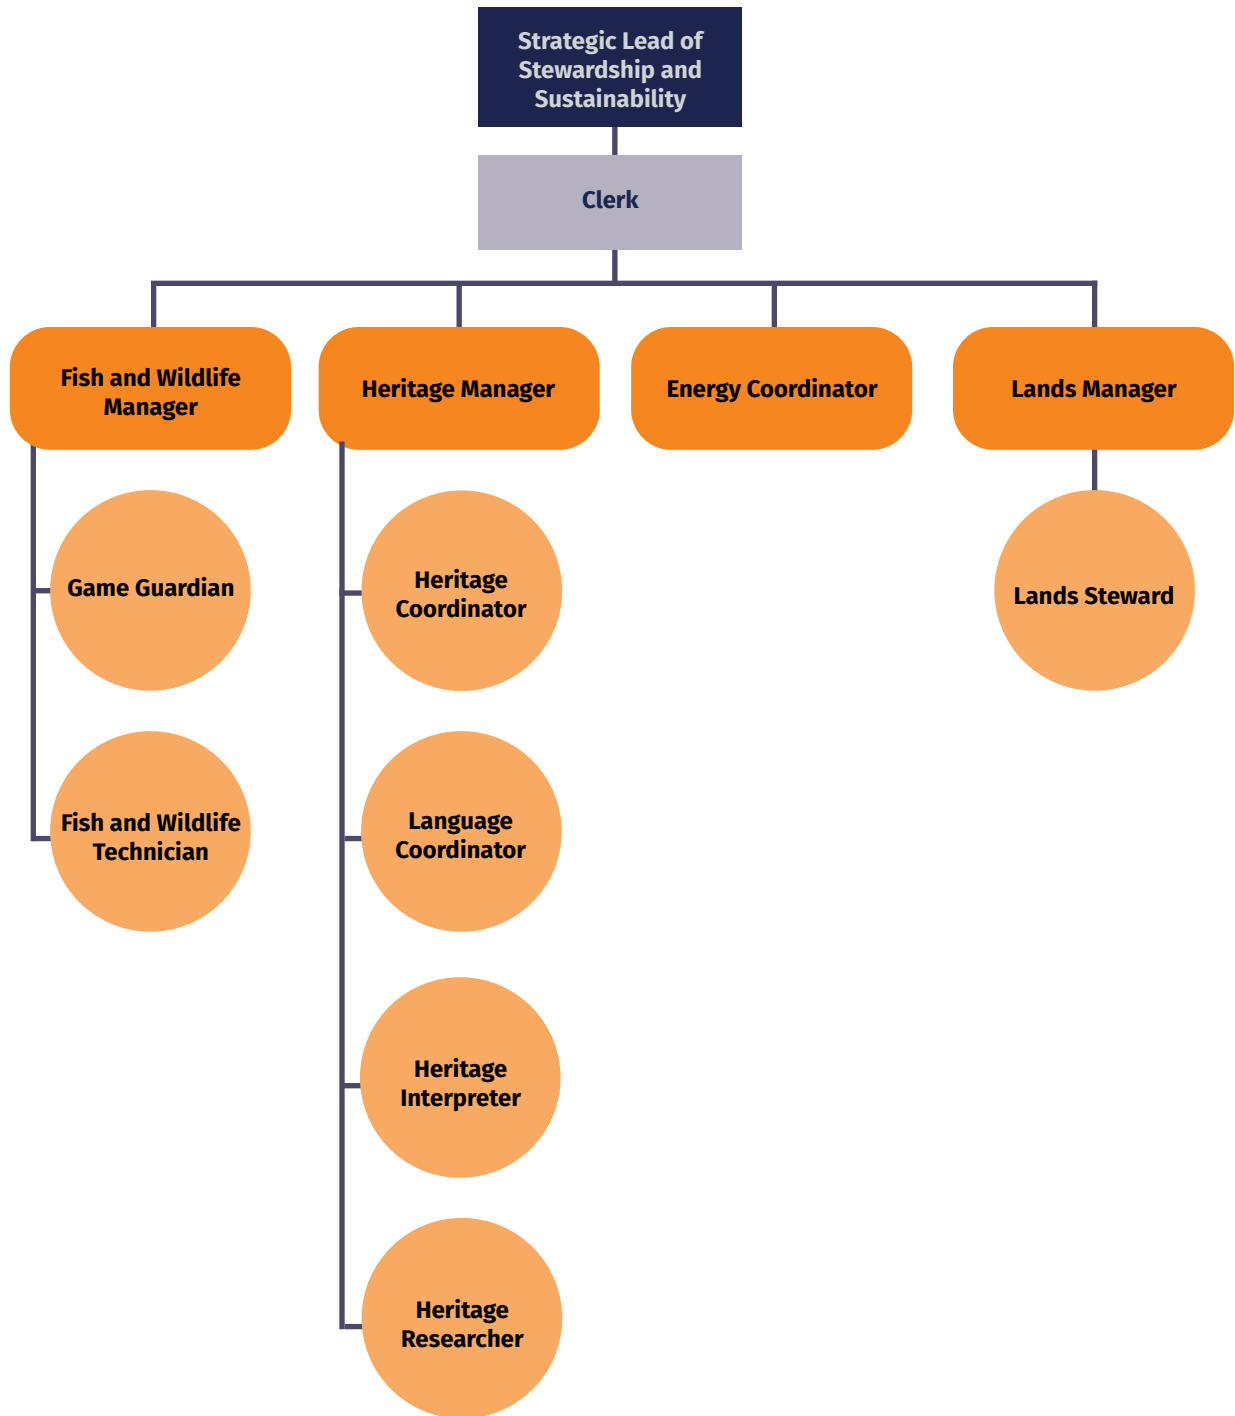 Strategic Lead of
Stewardship and
Sustainability
Clerk
Fish and Wildlife
Manager
Heritage Manager
Energy Coordinator
Lands Manager
Game Guardian
Heritage
Coordinator
Lands Steward
Fish and Wildlife
Technician
Language
Coordinator
Heritage
Interpreter
Heritage
Researcher